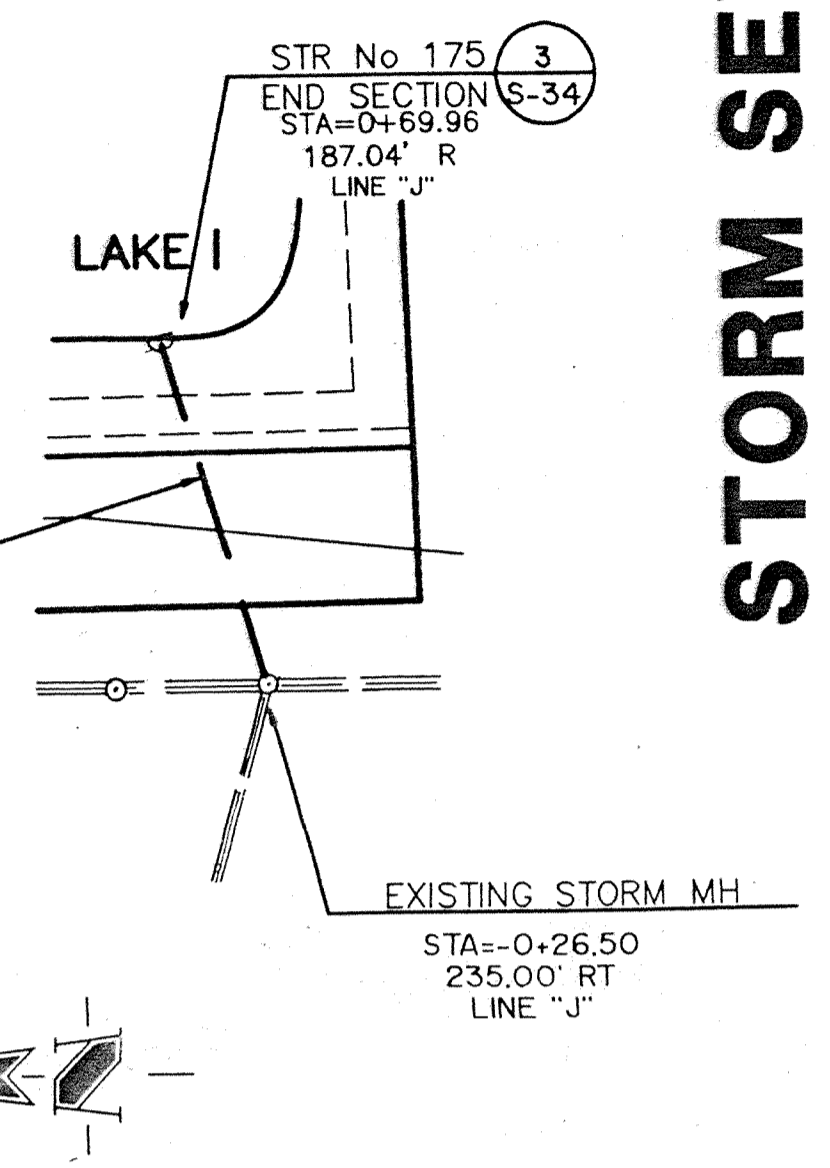 STR No 175
3
END SECTION
S-34
STA=0+69.96
187.04' R
LINE "J"
LAKE I
STORM SE
EXISTING STORM MH
STA=-0+26.50
235.00' RT
LINE "J"